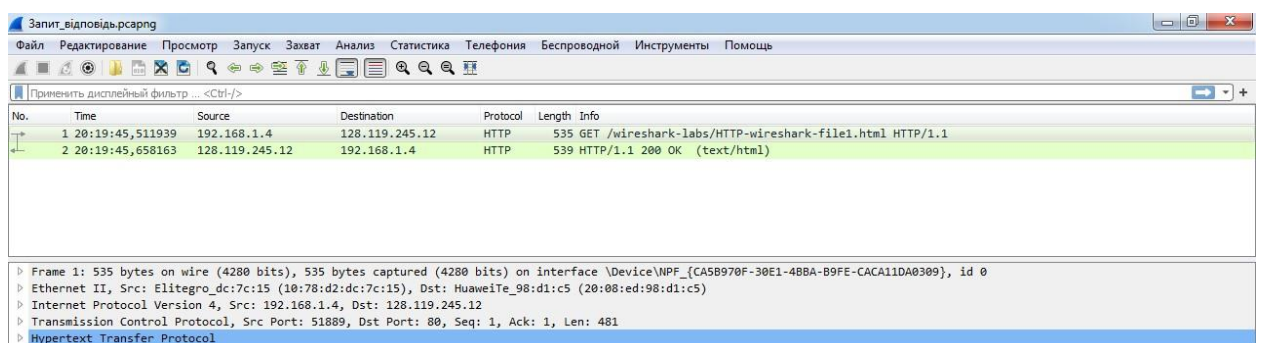 Запит_відповідь.pcapng
Файл Редактирование Просмотр Запуск Захват Анализ Статистика Телефония Беспроводной Инструменты Помощь
Применить дисплейный фильтр ... <Ctrl-/>
No. Time Source Destination Protocol Length Info
1 20:19:45,511939 192.168.1.4 128.119.245.12 HTTP 535 GET /wireshark-labs/HTTP-wireshark-file1.html HTTP/1.1
2 20:19:45,658163 128.119.245.12 192.168.1.4 HTTP 539 HTTP/1.1 200 OK (text/html)
Frame 1: 535 bytes on wire (4280 bits), 535 bytes captured (4280 bits) on interface \Device\NPF_{CA5B970F-30E1-4BBA-B9FE-CACA11DA0309}, id 0
Ethernet II, Src: Elitegro_dc:7c:15 (10:78:d2:dc:7c:15), Dst: HuaweiTe_98:d1:c5 (20:08:ed:98:d1:c5)
Internet Protocol Version 4, Src: 192.168.1.4, Dst: 128.119.245.12
Transmission Control Protocol, Src Port: 51889, Dst Port: 80, Seq: 1, Ack: 1, Len: 481
Hypertext Transfer Protocol